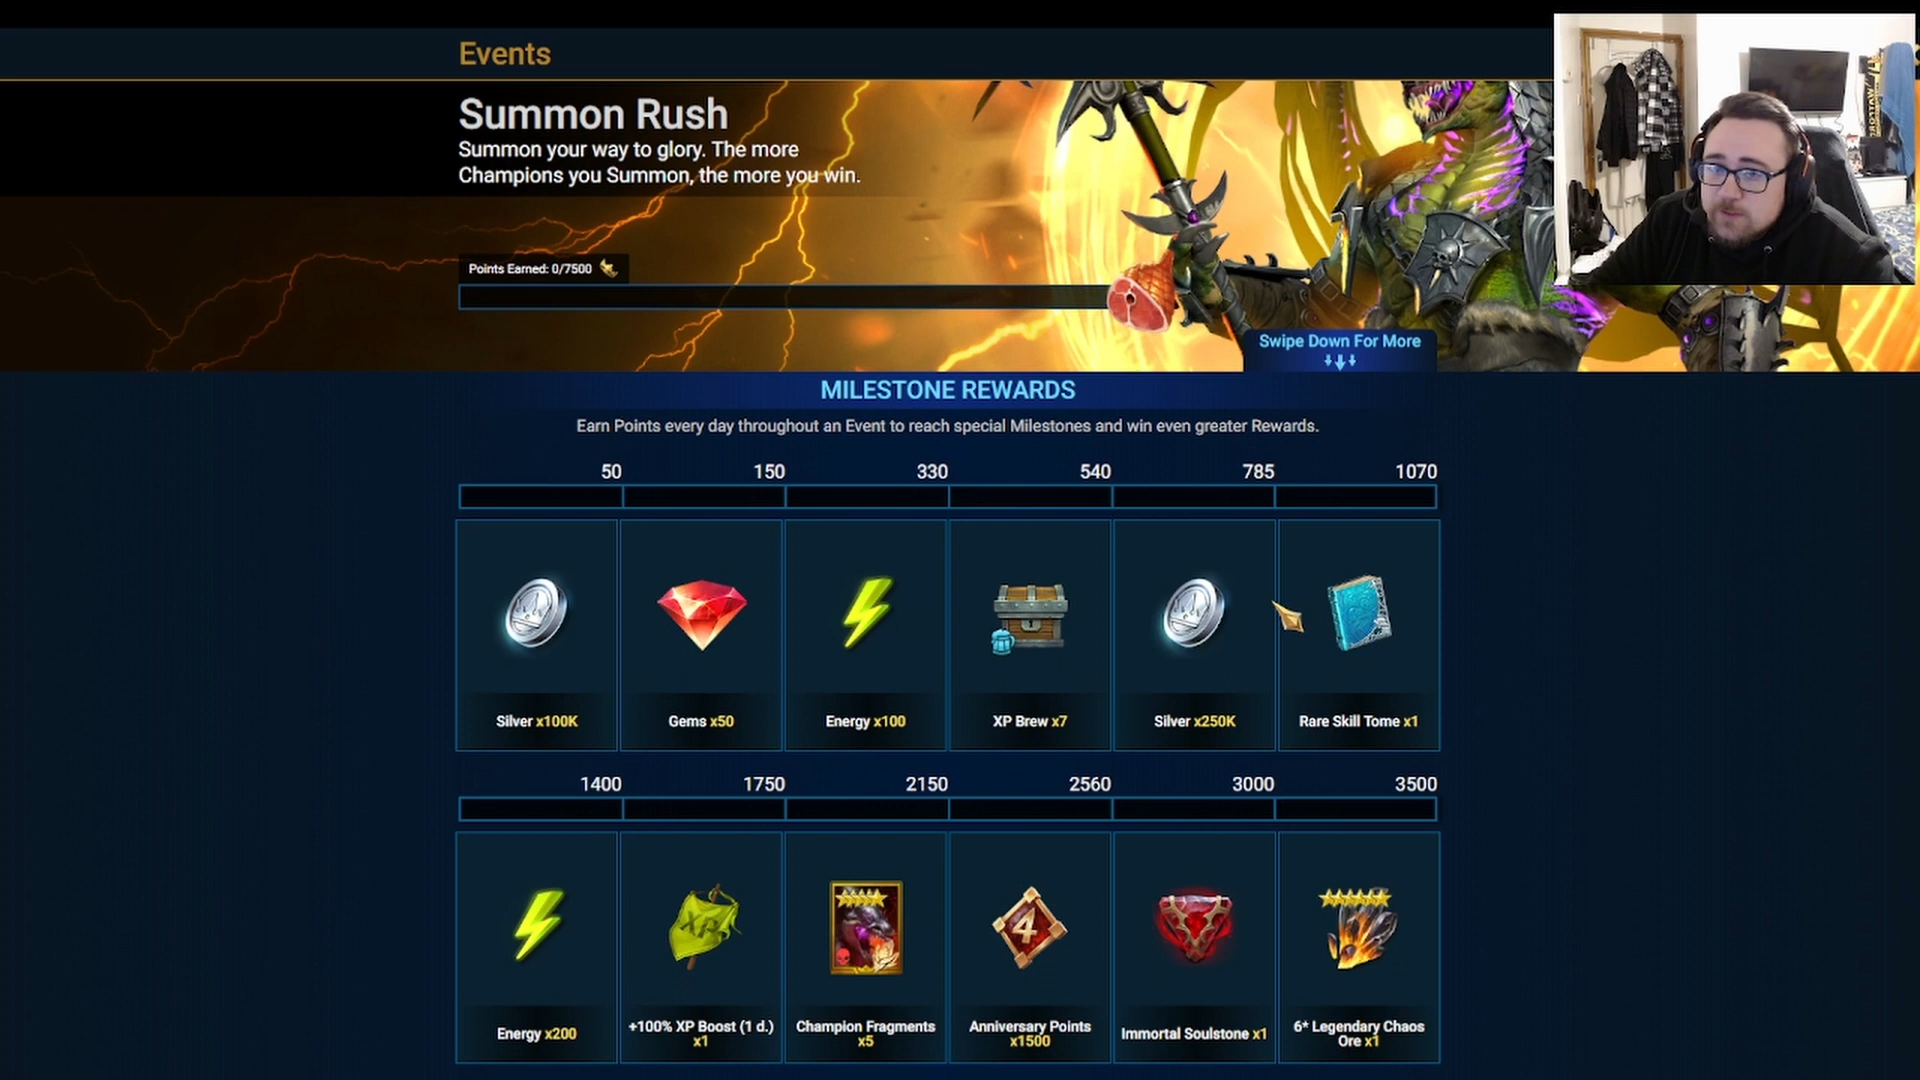 Events
Summon Rush
Summon your way to glory. The more
Champions you Summon, the more you win.
Points Earned: 0/7500
Swipe Down For More
MILESTONE REWARDS
Earn Points every day throughout an Event to reach special Milestones and win even greater Rewards.
50 150 330 540 785 1070
Silver x100K Gems x50 Energy x100 XP Brew x7 Silver x250K Rare Skill Tome x1
1400 1750 2150 2560 3000 3500
XP
4
Energy x200
+100% XP Boost (1 d.)
x1
Champion Fragments
x5
Anniversary Points
x1500
Immortal Soulstone x1
6* Legendary Chaos
Ore x1